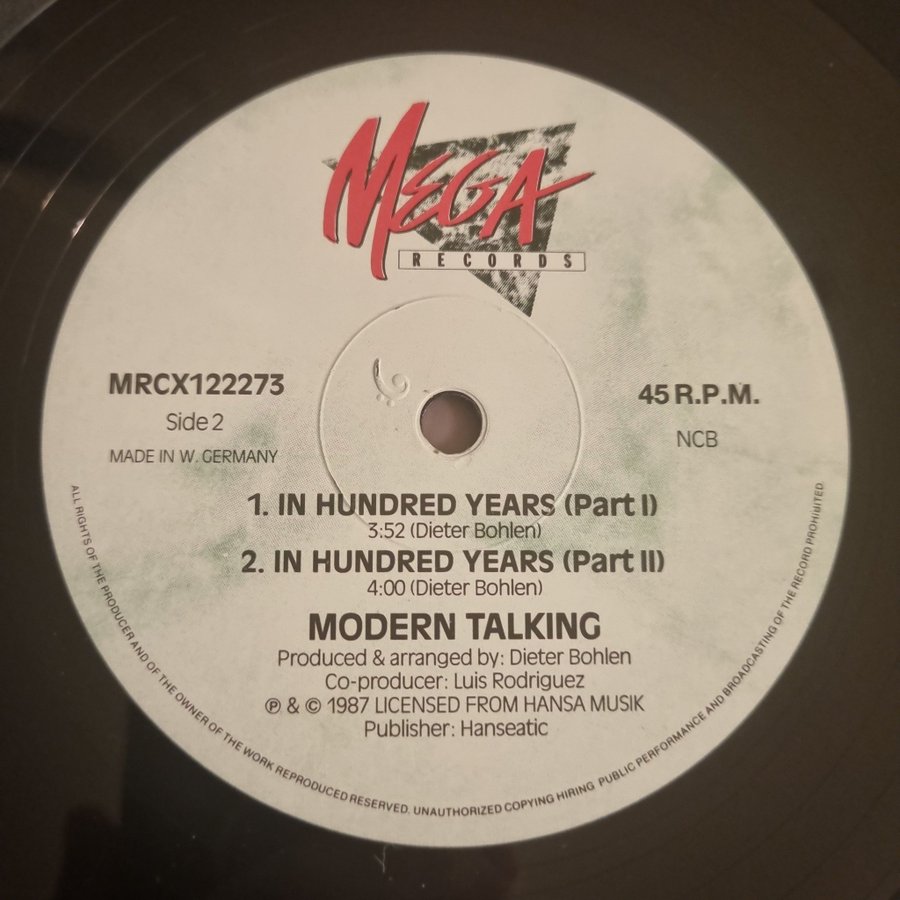 MEGA
RECORDS
MRCX122273
Side 2
MADE IN W. GERMANY
45 R.P.M.
NCB
1. IN HUNDRED YEARS (Part I)
3:52 (Dieter Bohlen)
2. IN HUNDRED YEARS (Part II)
4:00 (Dieter Bohlen)
MODERN TALKING
Produced & arranged by: Dieter Bohlen
Co-producer: Luis Rodriguez
℗ & © 1987 LICENSED FROM HANSA MUSIK
Publisher: Hanseatic
ALL RIGHTS OF THE PRODUCER AND OF THE OWNER OF THE WORK REPRODUCED RESERVED. UNAUTHORIZED COPYING HIRING PUBLIC PERFORMANCE AND BROADCASTING OF THE RECORD PROHIBITED.